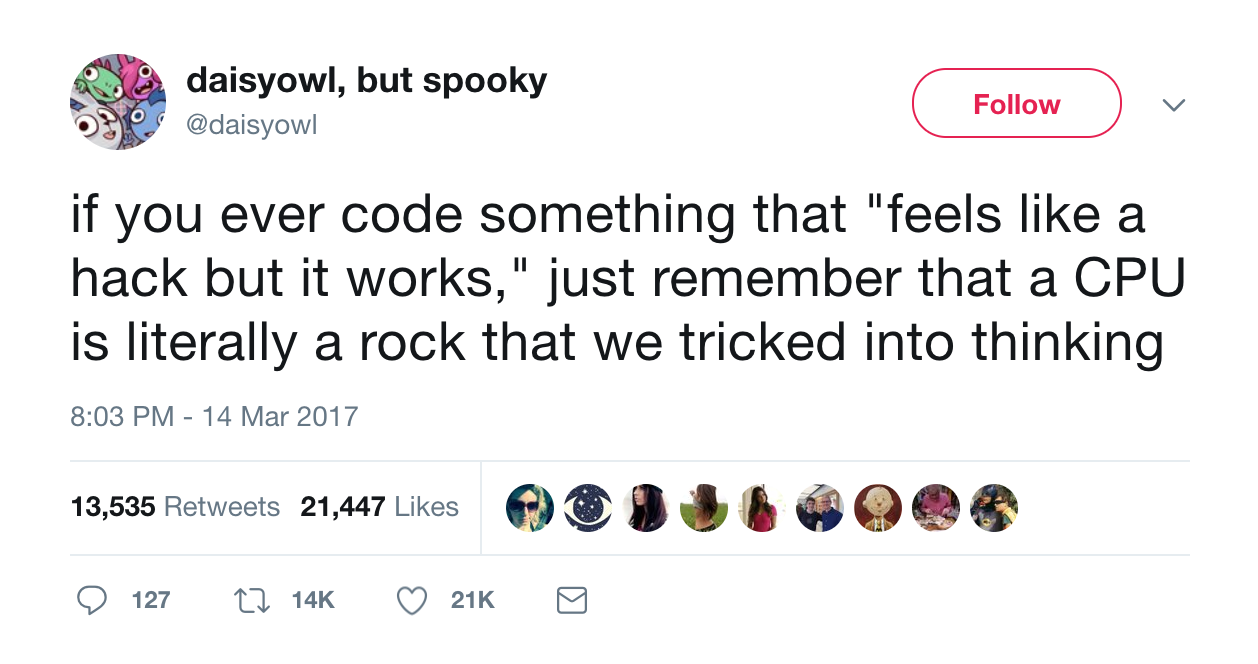 daisyowl, but spooky
@daisyowl
Follow
if you ever code something that "feels like a
hack but it works," just remember that a CPU
is literally a rock that we tricked into thinking
8:03 PM - 14 Mar 2017
13,535 Retweets 21,447 Likes
127 14K 21K